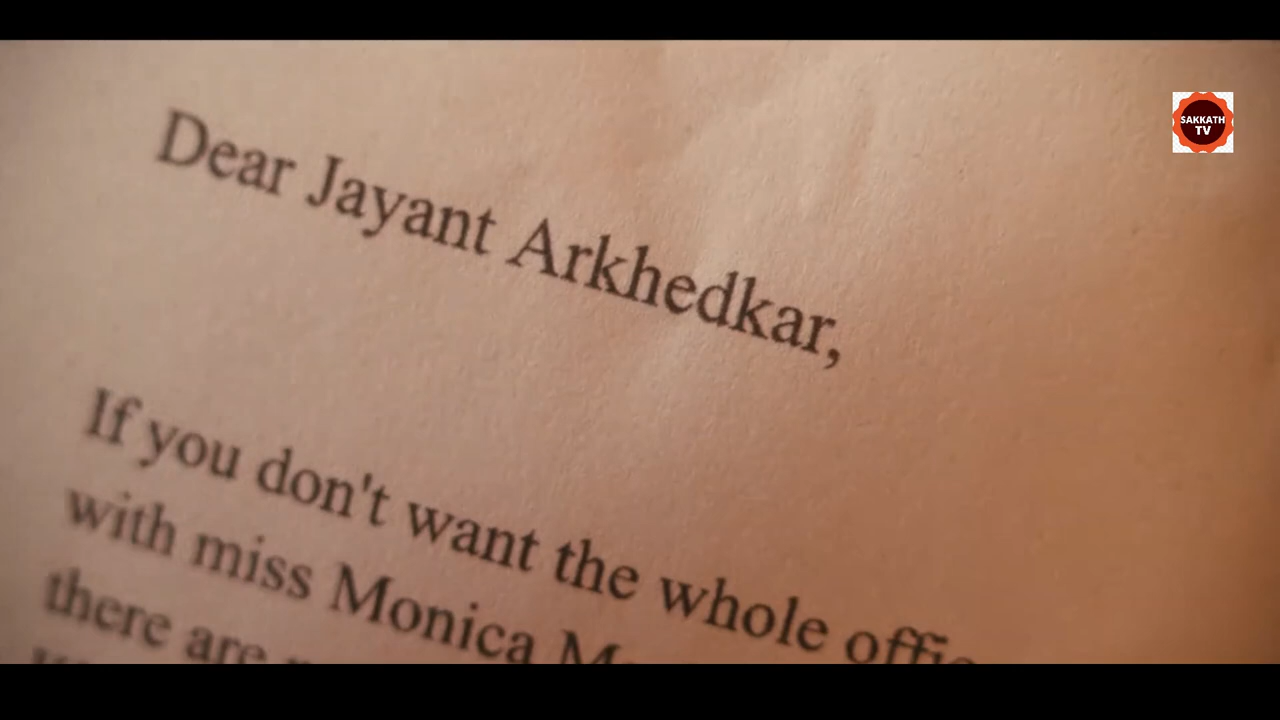 SAKKATH
TV
Dear Jayant Arkhedkar,
If you don't want the whole
with miss Monica
there are